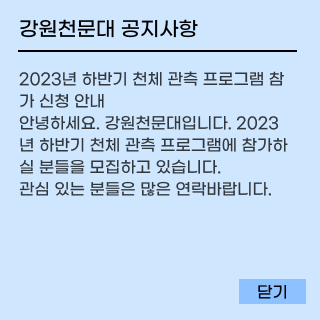 강원천문대 공지사항
2023년 하반기 천체 관측 프로그램 참
가 신청 안내
안녕하세요. 강원천문대입니다. 2023
년 하반기 천체 관측 프로그램에 참가하
실 분들을 모집하고 있습니다.
관심 있는 분들은 많은 연락바랍니다.
닫기